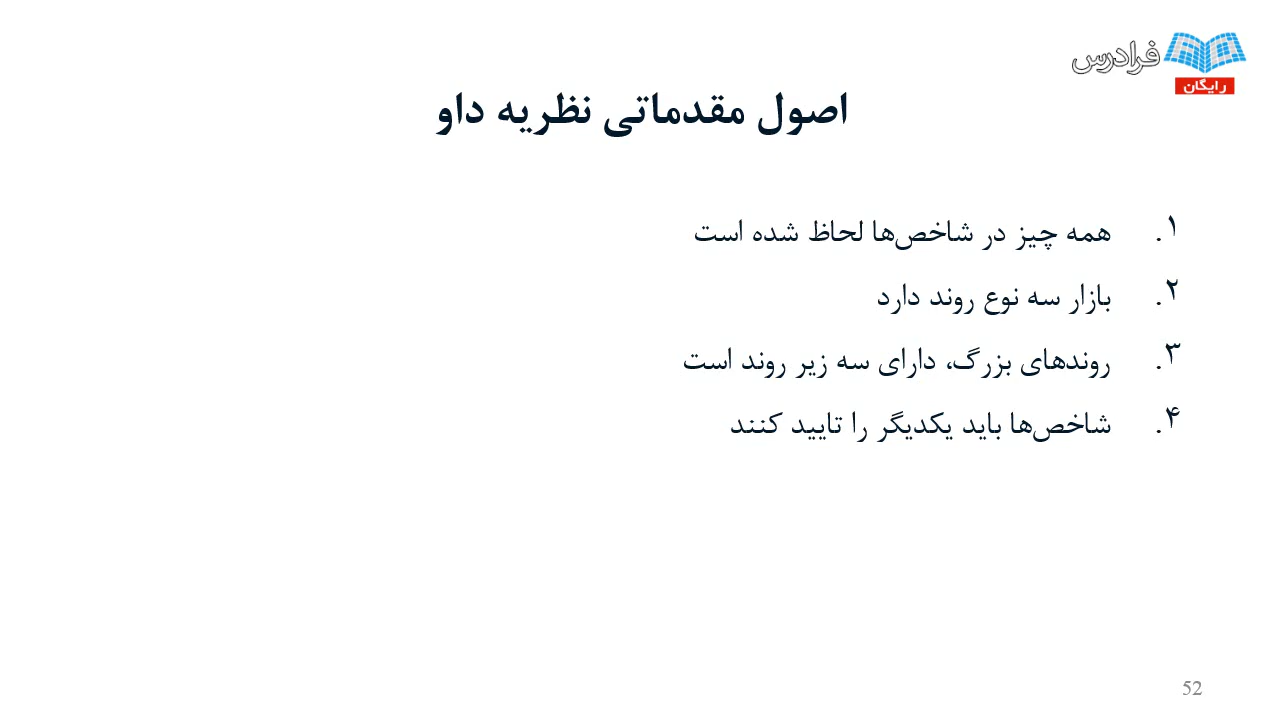 فرادرس
رایگان
اصول مقدماتی نظریه داو
۱. همه چیز در شاخص‌ها لحاظ شده است
۲. بازار سه نوع روند دارد
۳. روندهای بزرگ، دارای سه زیر روند است
۴. شاخص‌ها باید یکدیگر را تایید کنند
52